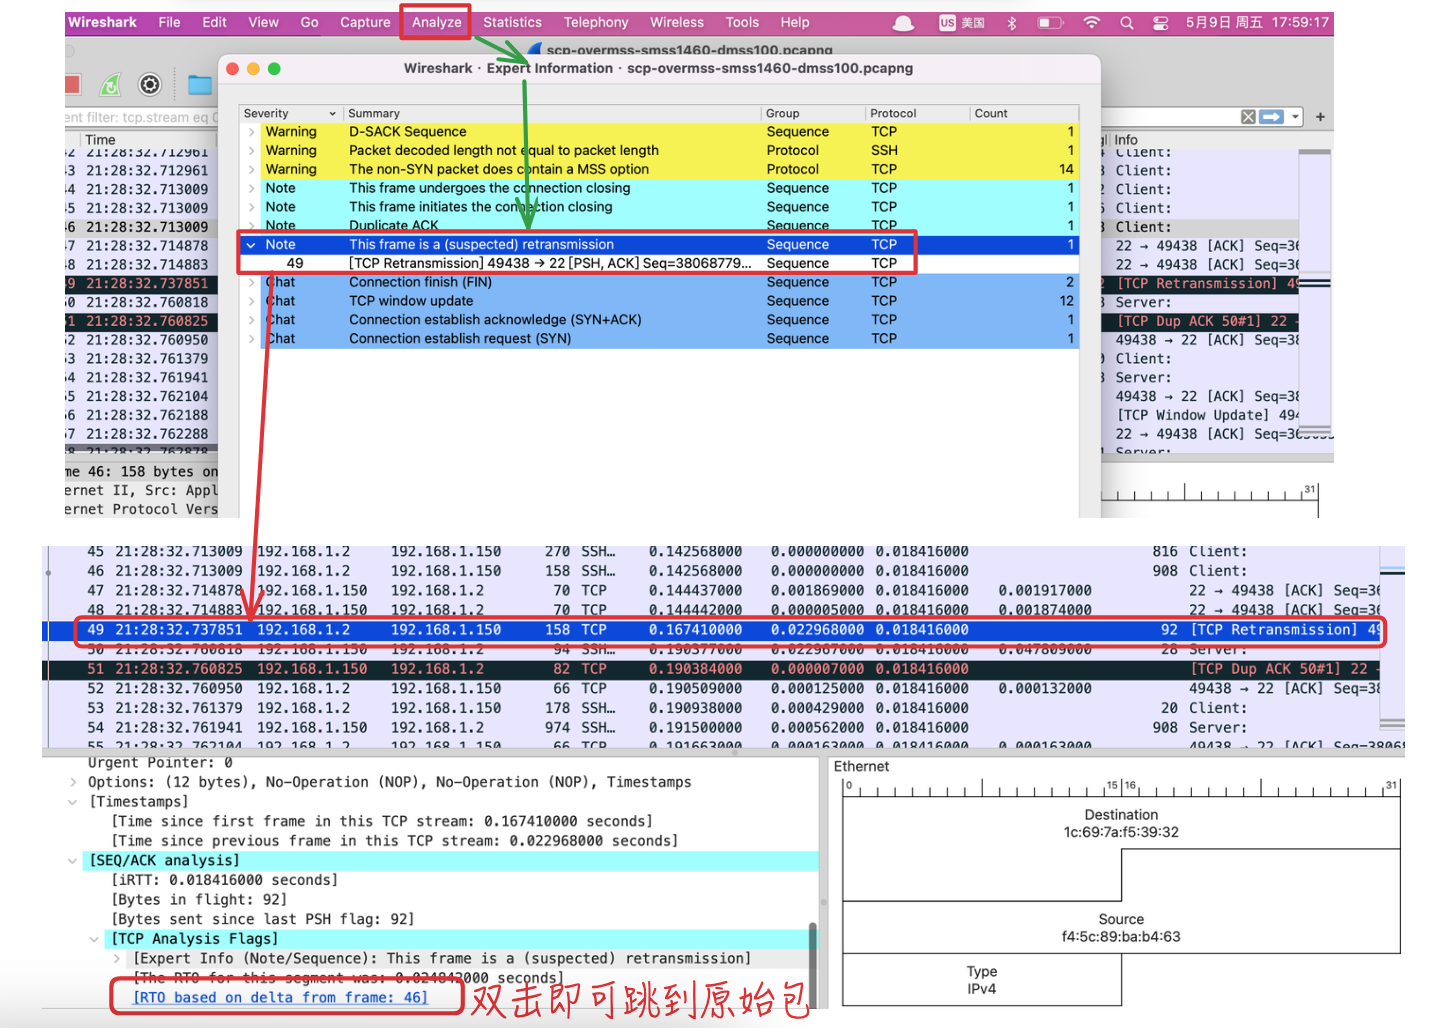 Wireshark File Edit View Go Capture Analyze Statistics Telephony Wireless Tools Help US 美国 5月9日 周五 17:59:17
scp-overmss-smss1460-dmss100.pcapng
Wireshark · Expert Information · scp-overmss-smss1460-dmss100.pcapng
ent filter: tcp.stream eq 0
Severity Summary Group Protocol Count
Warning D-SACK Sequence Sequence TCP 1
Warning Packet decoded length not equal to packet length Protocol SSH 1
Warning The non-SYN packet does contain a MSS option Protocol TCP 14
Note This frame undergoes the connection closing Sequence TCP 1
Note This frame initiates the connection closing Sequence TCP 1
Note Duplicate ACK Sequence TCP 1
Note This frame is a (suspected) retransmission Sequence TCP 1
49 [TCP Retransmission] 49438 → 22 [PSH, ACK] Seq=38068779... Sequence TCP
Chat Connection finish (FIN) Sequence TCP 2
Chat TCP window update Sequence TCP 12
Chat Connection establish acknowledge (SYN+ACK) Sequence TCP 1
Chat Connection establish request (SYN) Sequence TCP 1
Time
42 21:28:32.712961
3 21:28:32.712961
4 21:28:32.713009
5 21:28:32.713009
6 21:28:32.713009
7 21:28:32.714878
8 21:28:32.714883
9 21:28:32.737851
0 21:28:32.760818
1 21:28:32.760825
2 21:28:32.760950
3 21:28:32.761379
4 21:28:32.761941
5 21:28:32.762104
6 21:28:32.762188
7 21:28:32.762288
8 21:28:32.762878
me 46: 158 bytes on
ernet II, Src: Appl
ernet Protocol Vers
Info
Client:
Client:
Client:
Client:
Client:
22 → 49438 [ACK] Seq=36
22 → 49438 [ACK] Seq=36
[TCP Retransmission] 49
Server:
[TCP Dup ACK 50#1] 22
49438 → 22 [ACK] Seq=38
Client:
Server:
49438 → 22 [ACK] Seq=38
[TCP Window Update] 494
22 → 49438 [ACK] Seq=
Server:
31
45 21:28:32.713009 192.168.1.2 192.168.1.150 270 SSH… 0.142568000 0.000000000 0.018416000 816 Client:
46 21:28:32.713009 192.168.1.2 192.168.1.150 158 SSH… 0.142568000 0.000000000 0.018416000 908 Client:
47 21:28:32.714878 192.168.1.150 192.168.1.2 70 TCP 0.144437000 0.001869000 0.018416000 0.001917000 22 → 49438 [ACK] Seq=36
48 21:28:32.714883 192.168.1.150 192.168.1.2 70 TCP 0.144442000 0.000005000 0.018416000 0.001874000 22 → 49438 [ACK] Seq=36
49 21:28:32.737851 192.168.1.2 192.168.1.150 158 TCP 0.167410000 0.022968000 0.018416000 92 [TCP Retransmission] 49
50 21:28:32.760818 192.168.1.150 192.168.1.2 94 SSH… 0.190377000 0.022967000 0.018416000 0.047809000 28 Server:
51 21:28:32.760825 192.168.1.150 192.168.1.2 82 TCP 0.190384000 0.000007000 0.018416000 [TCP Dup ACK 50#1] 22
52 21:28:32.760950 192.168.1.2 192.168.1.150 66 TCP 0.190509000 0.000125000 0.018416000 0.000132000 49438 → 22 [ACK] Seq=38
53 21:28:32.761379 192.168.1.2 192.168.1.150 178 SSH… 0.190938000 0.000429000 0.018416000 20 Client:
54 21:28:32.761941 192.168.1.150 192.168.1.2 974 SSH… 0.191500000 0.000562000 0.018416000 908 Server:
55 21:28:32.762104 192.168.1.2 192.168.1.150 66 TCP 0.191663000 0.000163000 0.018416000 0.000163000 49438 → 22 [ACK] Seq=3806
Urgent Pointer: 0
Options: (12 bytes), No-Operation (NOP), No-Operation (NOP), Timestamps
[Timestamps]
[Time since first frame in this TCP stream: 0.167410000 seconds]
[Time since previous frame in this TCP stream: 0.022968000 seconds]
[SEQ/ACK analysis]
[iRTT: 0.018416000 seconds]
[Bytes in flight: 92]
[Bytes sent since last PSH flag: 92]
[TCP Analysis Flags]
[Expert Info (Note/Sequence): This frame is a (suspected) retransmission]
[The RTO for this segment was: 0.024842000 seconds]
[RTO based on delta from frame: 46]
双击即可跳到原始包
Ethernet
0 15 16 31
Destination
1c:69:7a:f5:39:32
Source
f4:5c:89:ba:b4:63
Type
IPv4